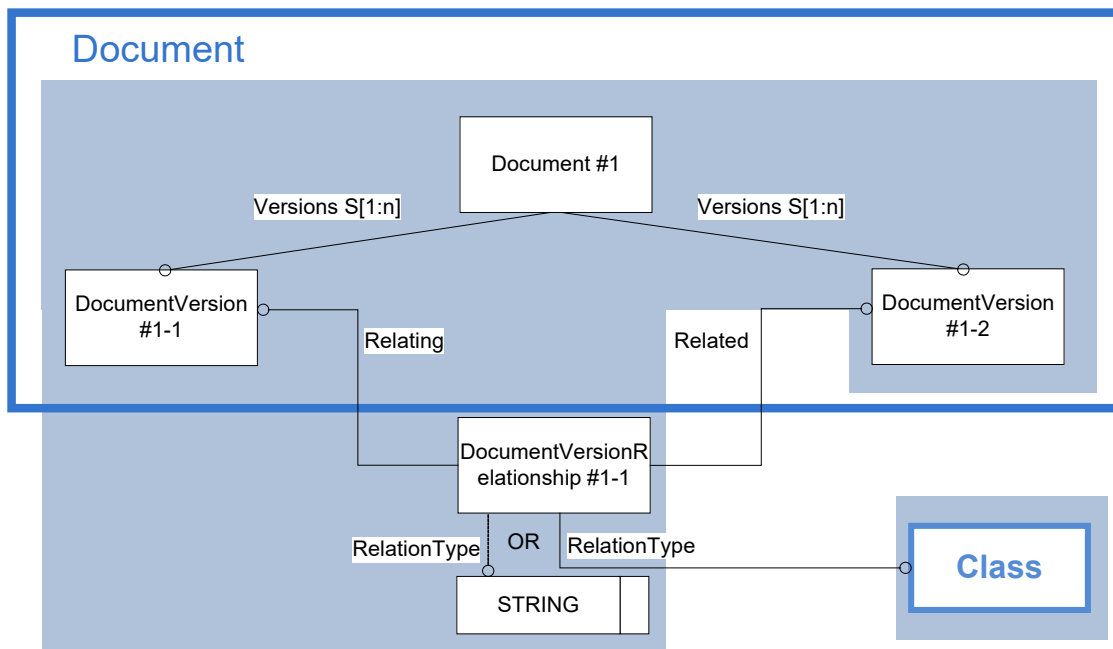 Document
Document #1
Versions S[1:n]
Versions S[1:n]
DocumentVersion
#1-1
DocumentVersion
#1-2
Relating
Related
DocumentVersionR
elationship #1-1
RelationType
OR
RelationType
STRING
Class